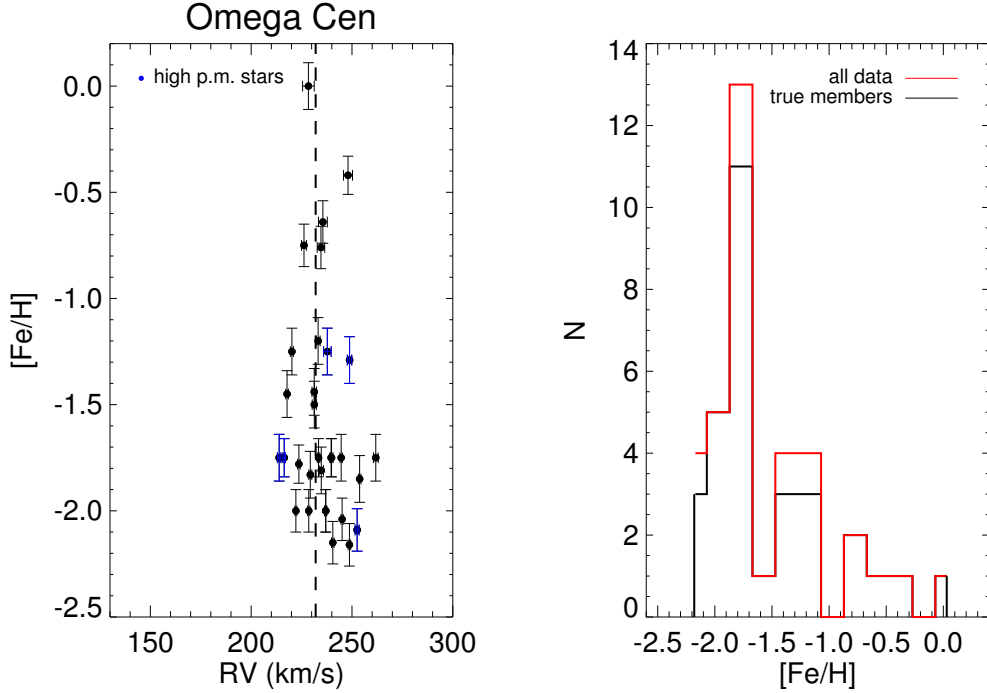 Omega Cen
high p.m. stars
0.0
-0.5
-1.0
-1.5
-2.0
-2.5
[Fe/H]
150 200 250 300
RV (km/s)
all data
true members
14
12
10
8
6
4
2
0
N
-2.5 -2.0 -1.5 -1.0 -0.5 0.0
[Fe/H]